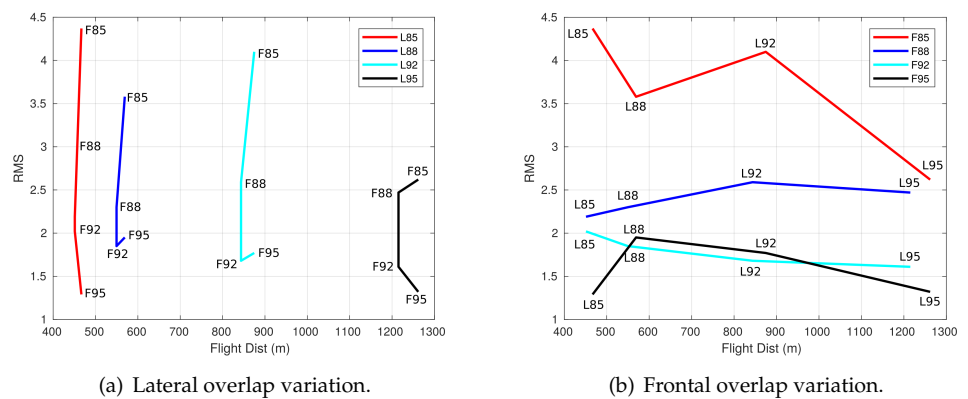 4.5
4
3.5
3
2.5
2
1.5
1
RMS
400 500 600 700 800 900 1000 1100 1200 1300
Flight Dist (m)
L85
L88
L92
L95
F85
F88
F92
F95
F85
F88
F92
F95
F85
F88
F92
F95
F85
F88
F92
F95
(a) Lateral overlap variation.
4.5
4
3.5
3
2.5
2
1.5
1
RMS
400 500 600 700 800 900 1000 1100 1200 1300
Flight Dist (m)
F85
F88
F92
F95
L85
L88
L92
L95
L85
L88
L92
L95
L85
L88
L92
L95
L85
L88
L92
L95
(b) Frontal overlap variation.